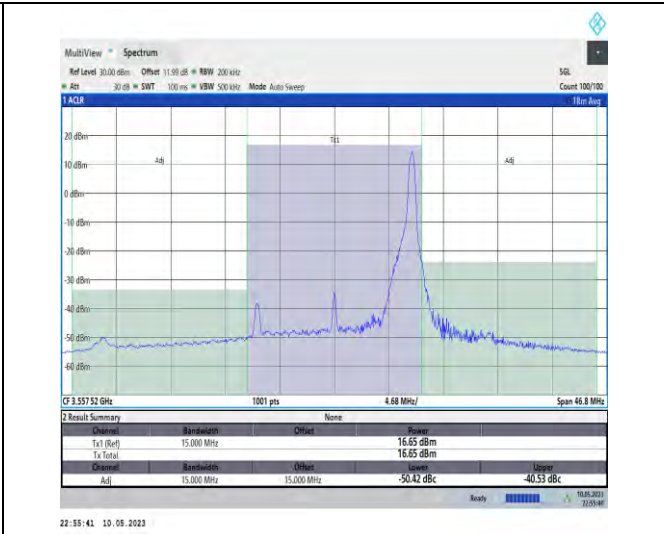 MultiView Spectrum
Ref Level 30.00 dBm Offset 11.99 dB RBW 200 kHz SGL
Att 30 dB SWT 100 ms VBW 500 kHz Mode Auto Sweep Count 100/100
1 ACLR 1Rm Avg
Tx1
20 dBm
Adj Adj
10 dBm
0 dBm
-10 dBm
-20 dBm
-30 dBm
-40 dBm
-50 dBm
-60 dBm
CF 3.557 52 GHz 1001 pts 4.68 MHz/ Span 46.8 MHz
2 Result Summary None
Channel Bandwidth Offset Power
Tx1 (Ref) 15.000 MHz 16.65 dBm
Tx Total 16.65 dBm
Channel Bandwidth Offset Lower Upper
Adj 15.000 MHz 15.000 MHz -50.42 dBc -40.53 dBc
Ready 10.05.2023
22:55:40
22:55:41 10.05.2023